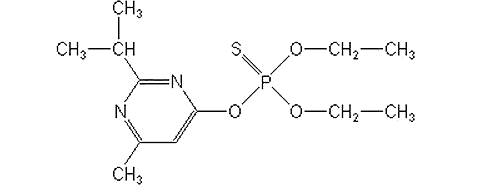 CH₃
CH₃ CH S O CH₂ CH₃
N P
N O O CH₂ CH₃
CH₃